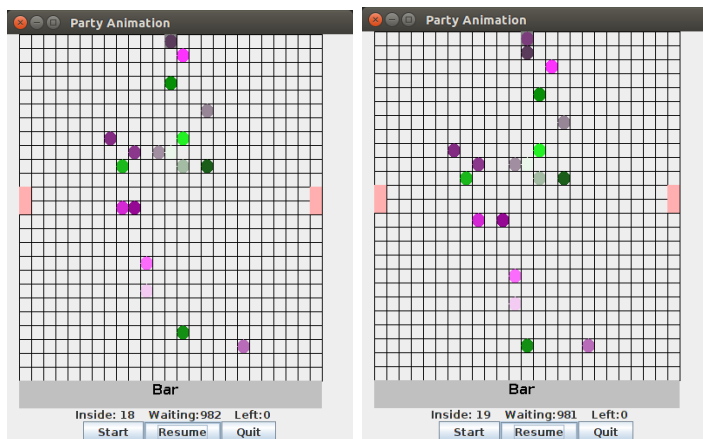 Party Animation
Bar
Inside: 18 Waiting:982 Left:0
Start Resume Quit
Party Animation
Bar
Inside: 19 Waiting:981 Left:0
Start Resume Quit